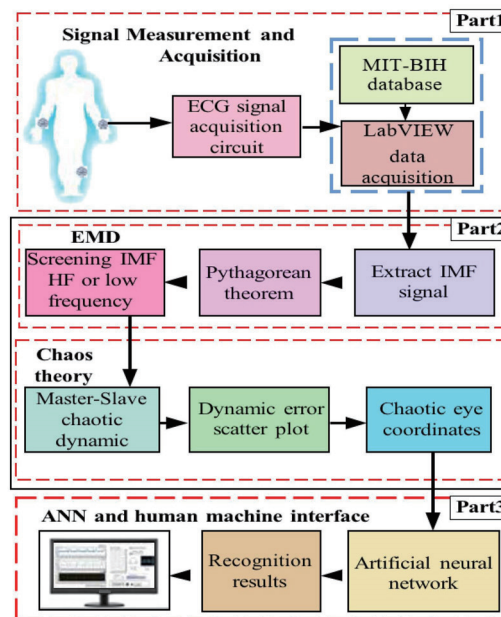 Part1
Signal Measurement and
Acquisition
MIT-BIH
database
ECG signal
acquisition
circuit
LabVIEW
data
acquisition
Part2
EMD
Screening IMF
HF or low
frequency
Pythagorean
theorem
Extract IMF
signal
Chaos
theory
Master-Slave
chaotic
dynamic
Dynamic error
scatter plot
Chaotic eye
coordinates
Part3
ANN and human machine interface
Recognition
results
Artificial neural
network